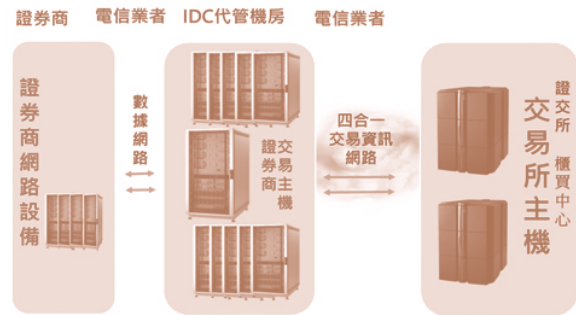 證券商
電信業者
IDC代管機房
電信業者
證券商網路設備
數據網路
證券商
交易主機
四合一
交易資訊
網路
交易所主機
證交所 櫃買中心